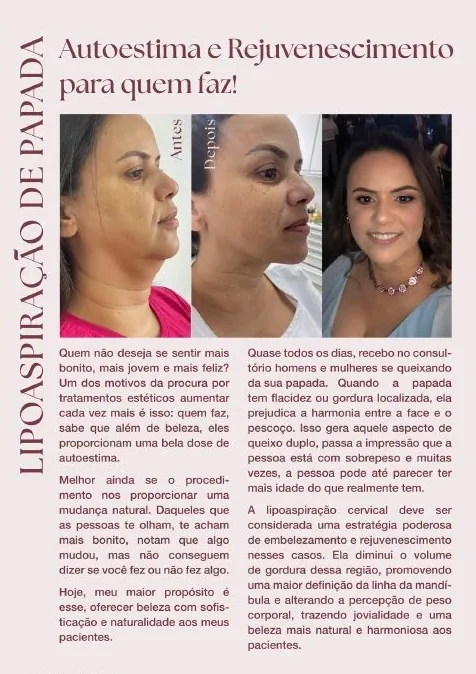 LIPOASPIRAÇÃO DE PAPADA
Autoestima e Rejuvenescimento
para quem faz!
Antes
Depois
Quem não deseja se sentir mais
bonito, mais jovem e mais feliz?
Um dos motivos da procura por
tratamentos estéticos aumentar
cada vez mais é isso: quem faz,
sabe que além de beleza, eles
proporcionam uma bela dose de
autoestima.
Melhor ainda se o procedi-
mento nos proporcionar uma
mudança natural. Daqueles que
as pessoas te olham, te acham
mais bonito, notam que algo
mudou, mas não conseguem
dizer se você fez ou não fez algo.
Hoje, meu maior propósito é
esse, oferecer beleza com sofis-
ticação e naturalidade aos meus
pacientes.
Quase todos os dias, recebo no consul-
tório homens e mulheres se queixando
da sua papada. Quando a papada
tem flacidez ou gordura localizada, ela
prejudica a harmonia entre a face e o
pescoço. Isso gera aquele aspecto de
queixo duplo, passa a impressão que a
pessoa está com sobrepeso e muitas
vezes, a pessoa pode até parecer ter
mais idade do que realmente tem.
A lipoaspiração cervical deve ser
considerada uma estratégia poderosa
de embelezamento e rejuvenescimento
nesses casos. Ela diminui o volume
de gordura dessa região, promovendo
uma maior definição da linha da mandí-
bula e alterando a percepção de peso
corporal, trazendo jovialidade e uma
beleza mais natural e harmoniosa aos
pacientes.